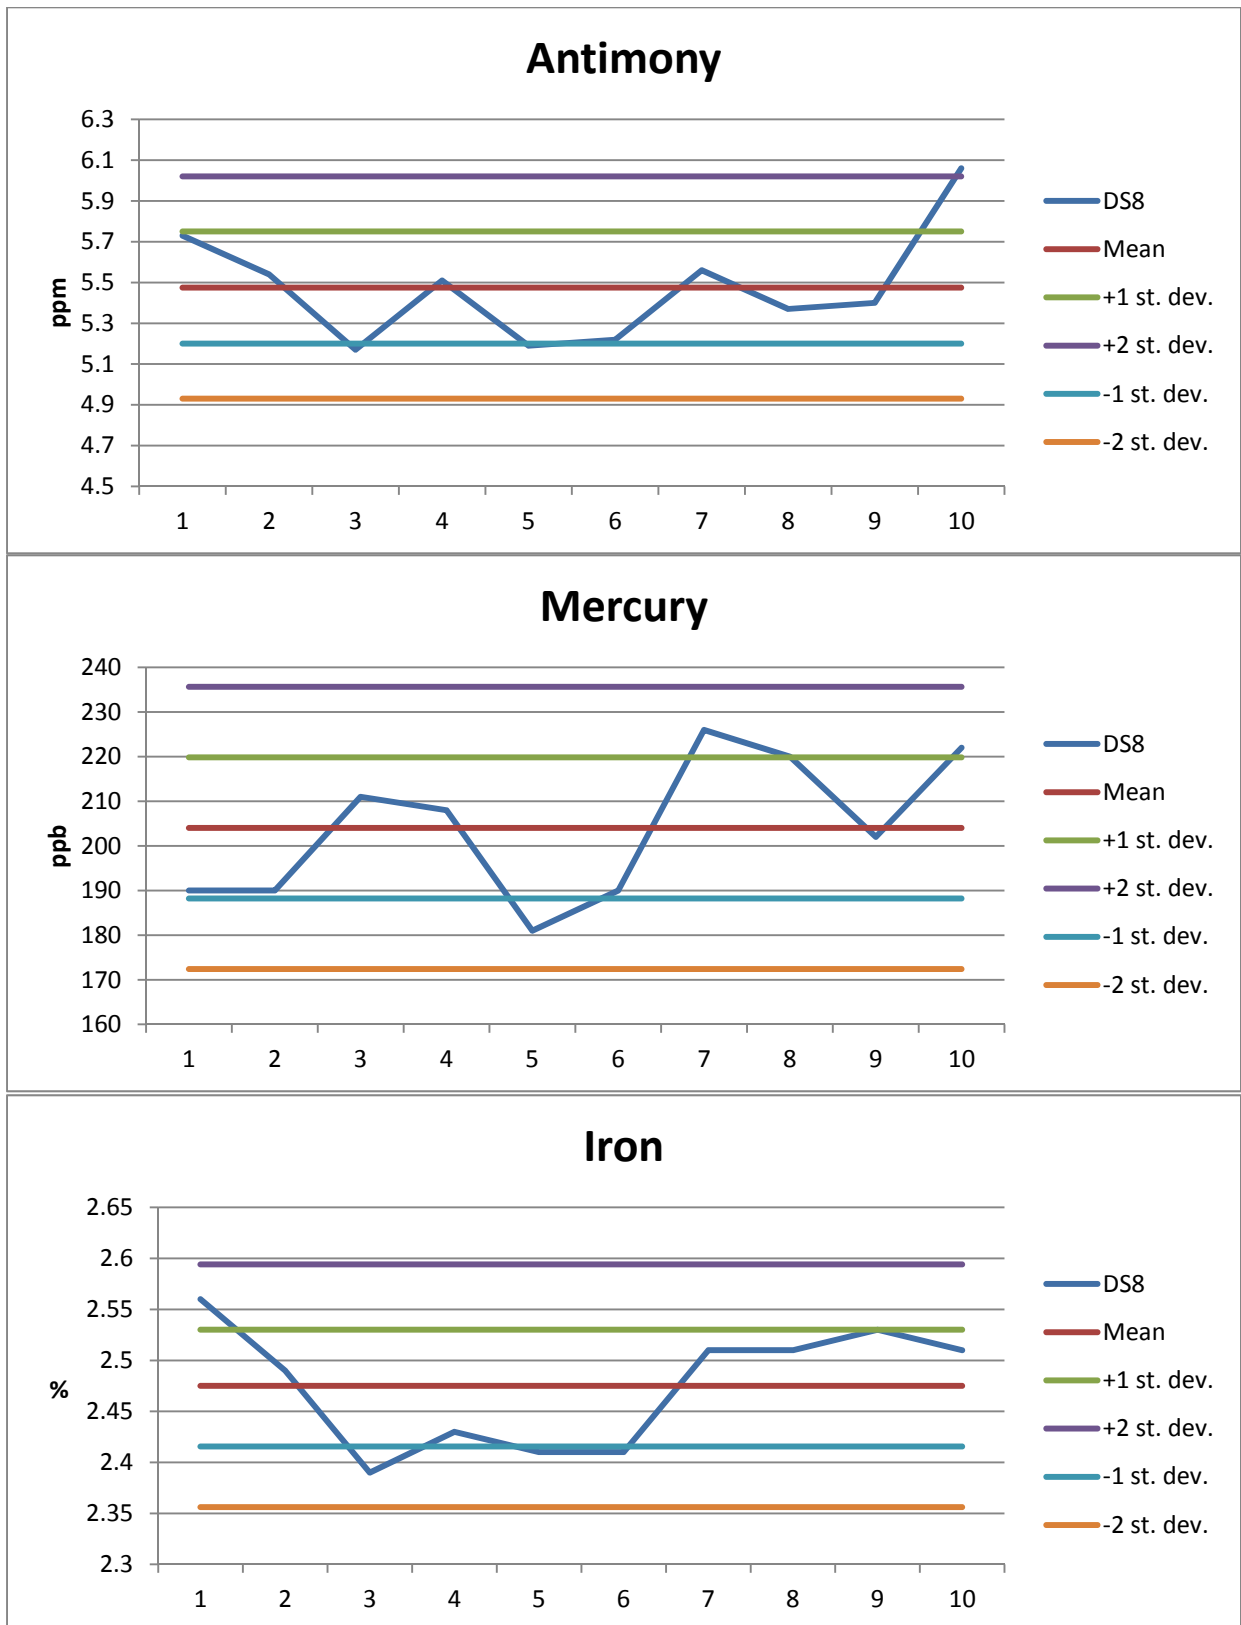 Antimony
6.3
6.1
5.9
5.7
5.5
5.3
5.1
4.9
4.7
4.5
ppm
1 2 3 4 5 6 7 8 9 10
DS8
Mean
+1 st. dev.
+2 st. dev.
-1 st. dev.
-2 st. dev.
Mercury
240
230
220
210
200
190
180
170
160
ppb
1 2 3 4 5 6 7 8 9 10
DS8
Mean
+1 st. dev.
+2 st. dev.
-1 st. dev.
-2 st. dev.
Iron
2.65
2.6
2.55
2.5
2.45
2.4
2.35
2.3
%
1 2 3 4 5 6 7 8 9 10
DS8
Mean
+1 st. dev.
+2 st. dev.
-1 st. dev.
-2 st. dev.